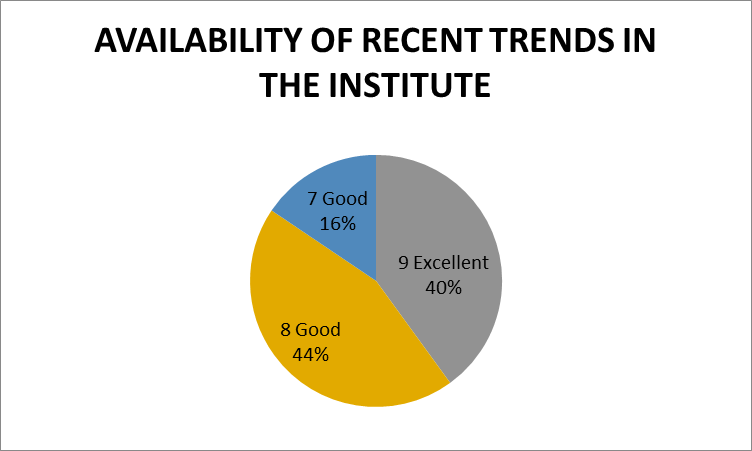 AVAILABILITY OF RECENT TRENDS IN
THE INSTITUTE
7 Good
16%
9 Excellent
40%
8 Good
44%